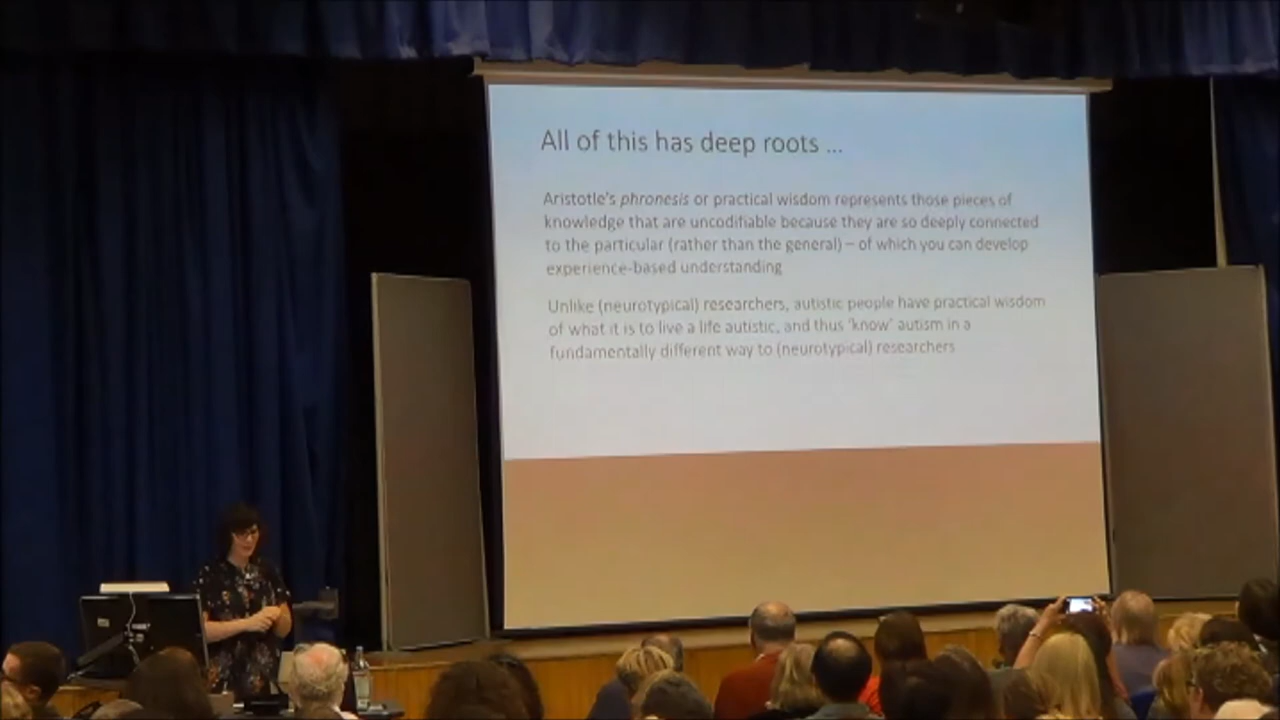 All of this has deep roots ...
Aristotle's phronesis or practical wisdom represents those pieces of
knowledge that are uncodifiable because they are so deeply connected
to the particular (rather than the general) – of which you can develop
experience-based understanding
Unlike (neurotypical) researchers, autistic people have practical wisdom
of what it is to live a life autistic, and thus 'know' autism in a
fundamentally different way to (neurotypical) researchers